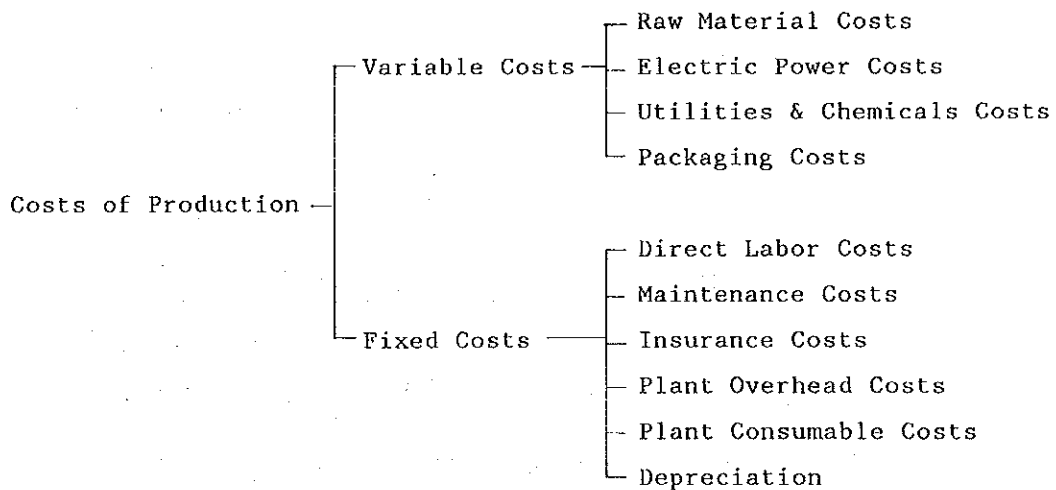 Costs of Production
Variable Costs
Raw Material Costs
Electric Power Costs
Utilities & Chemicals Costs
Packaging Costs
Fixed Costs
Direct Labor Costs
Maintenance Costs
Insurance Costs
Plant Overhead Costs
Plant Consumable Costs
Depreciation